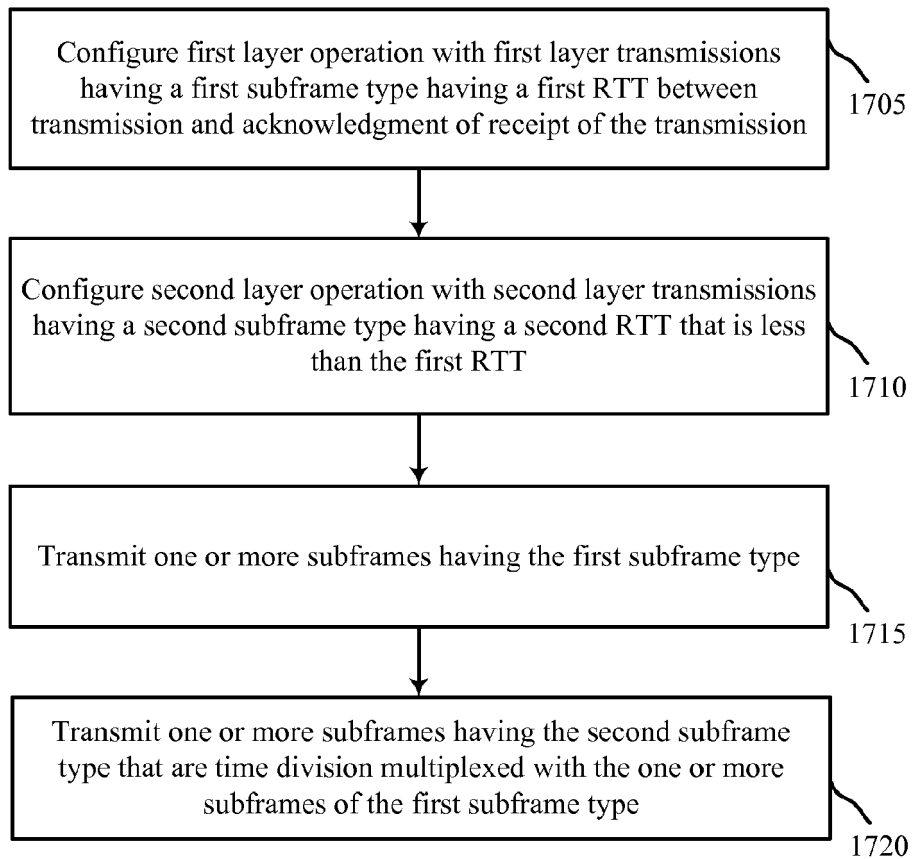 Configure first layer operation with first layer transmissions
having a first subframe type having a first RTT between
transmission and acknowledgment of receipt of the transmission
1705
Configure second layer operation with second layer transmissions
having a second subframe type having a second RTT that is less
than the first RTT
1710
Transmit one or more subframes having the first subframe type
1715
Transmit one or more subframes having the second subframe
type that are time division multiplexed with the one or more
subframes of the first subframe type
1720